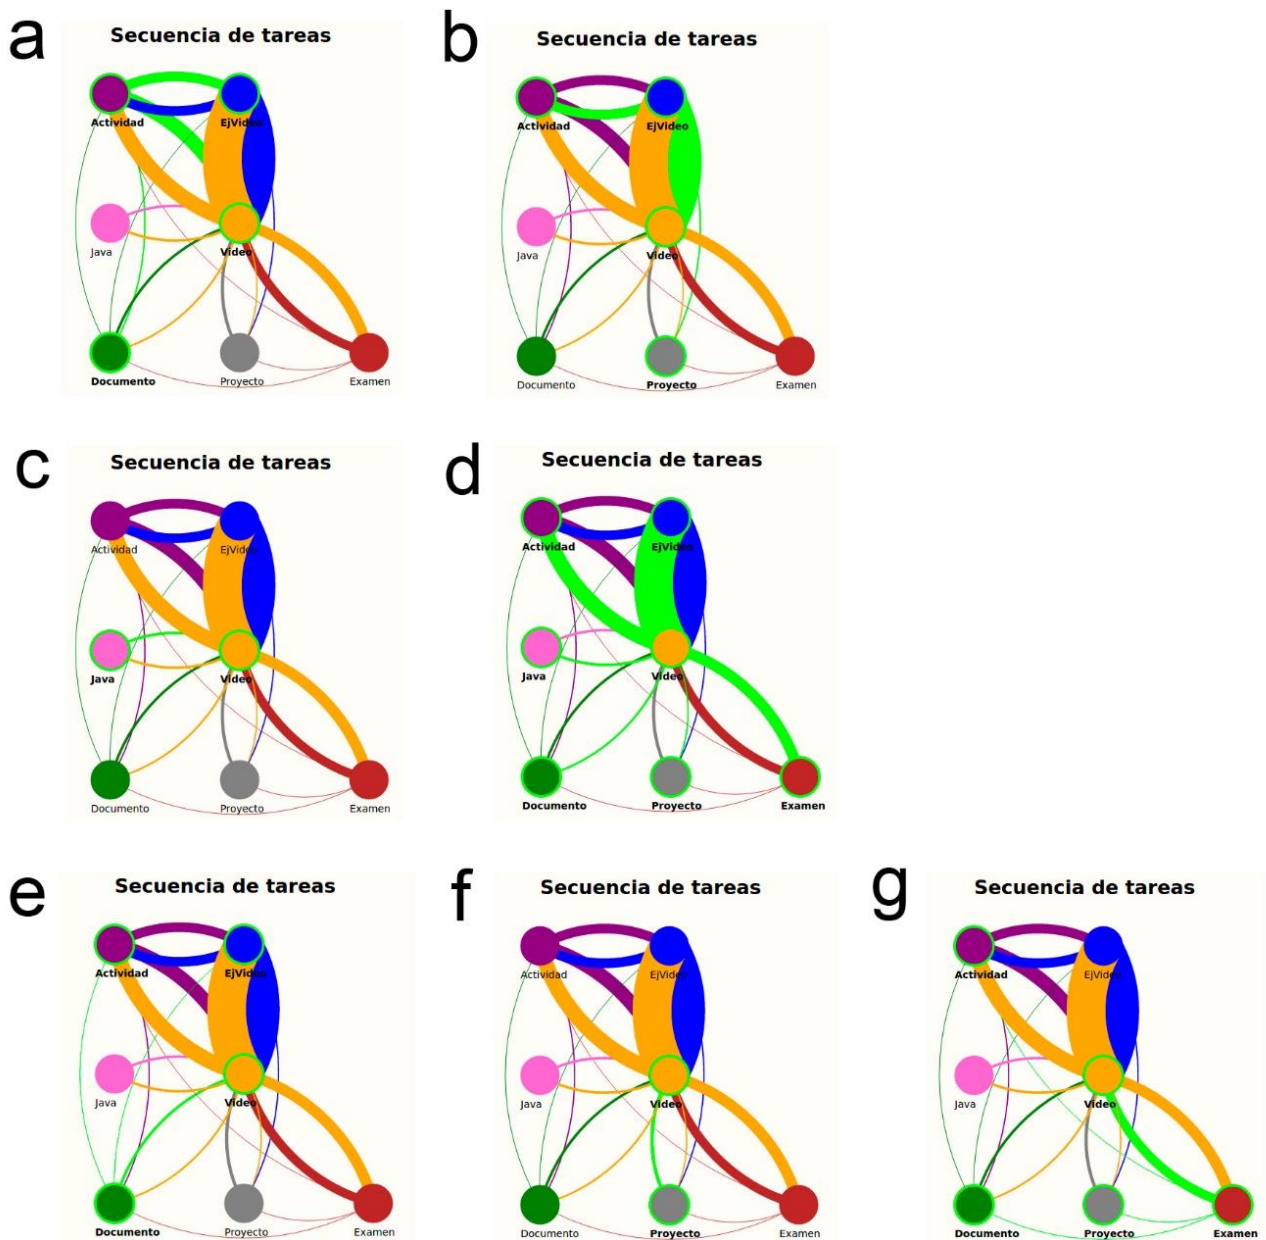 a
Secuencia de tareas
Actividad
EjVideo
Java
Video
Documento
Proyecto
Examen
b
Secuencia de tareas
Actividad
EjVideo
Java
Video
Documento
Proyecto
Examen
c
Secuencia de tareas
Actividad
EjVideo
Java
Video
Documento
Proyecto
Examen
d
Secuencia de tareas
Actividad
EjVideo
Java
Video
Documento
Proyecto
Examen
e
Secuencia de tareas
Actividad
EjVideo
Java
Video
Documento
Proyecto
Examen
f
Secuencia de tareas
Actividad
EjVideo
Java
Video
Documento
Proyecto
Examen
g
Secuencia de tareas
Actividad
EjVideo
Java
Video
Documento
Proyecto
Examen